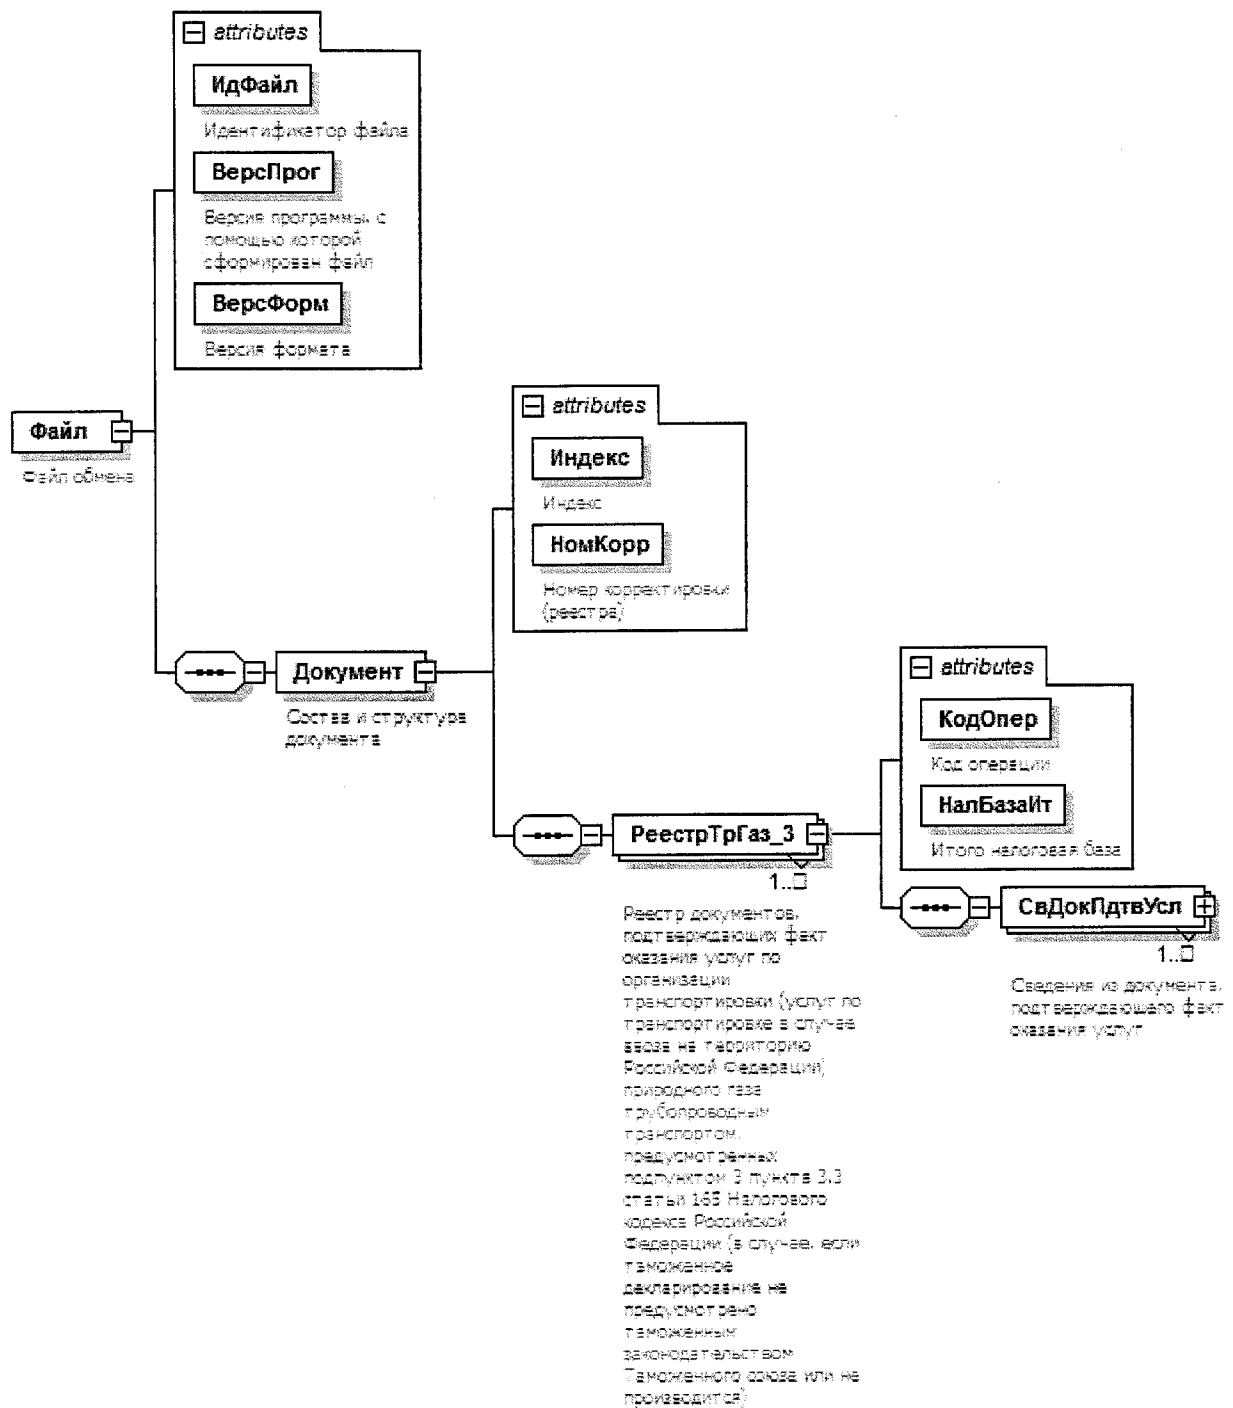 attributes
ИдФайл
Идентификатор файла
ВерсПрог
Версия программы, с
помощью которой
сформирован файл
ВерсФорм
Версия формата
Файл
Файл обмена
attributes
Индекс
Индекс
НомКорр
Номер корректировки
(реестра)
Документ
Состав и структура
документа
attributes
КодОпер
Код операции
НалБазаИт
Итого налоговая база
РеестрТрГаз_3
1..
Реестр документов,
подтверждающих факт
оказания услуг по
организации
транспортировки (услуг по
транспортировке в случае
ввоза на территорию
Российской Федерации)
природного газа
трубопроводным
транспортом,
предусмотренных
подпунктом 3 пункта 3.3
статьи 165 Налогового
кодекса Российской
Федерации (в случае, если
таможенное
декларирование не
предусмотрено
таможенным
законодательством
Таможенного союза или не
производится)
СвДокПдтвУсл
1..
Сведения из документа,
подтверждающего факт
оказания услуг